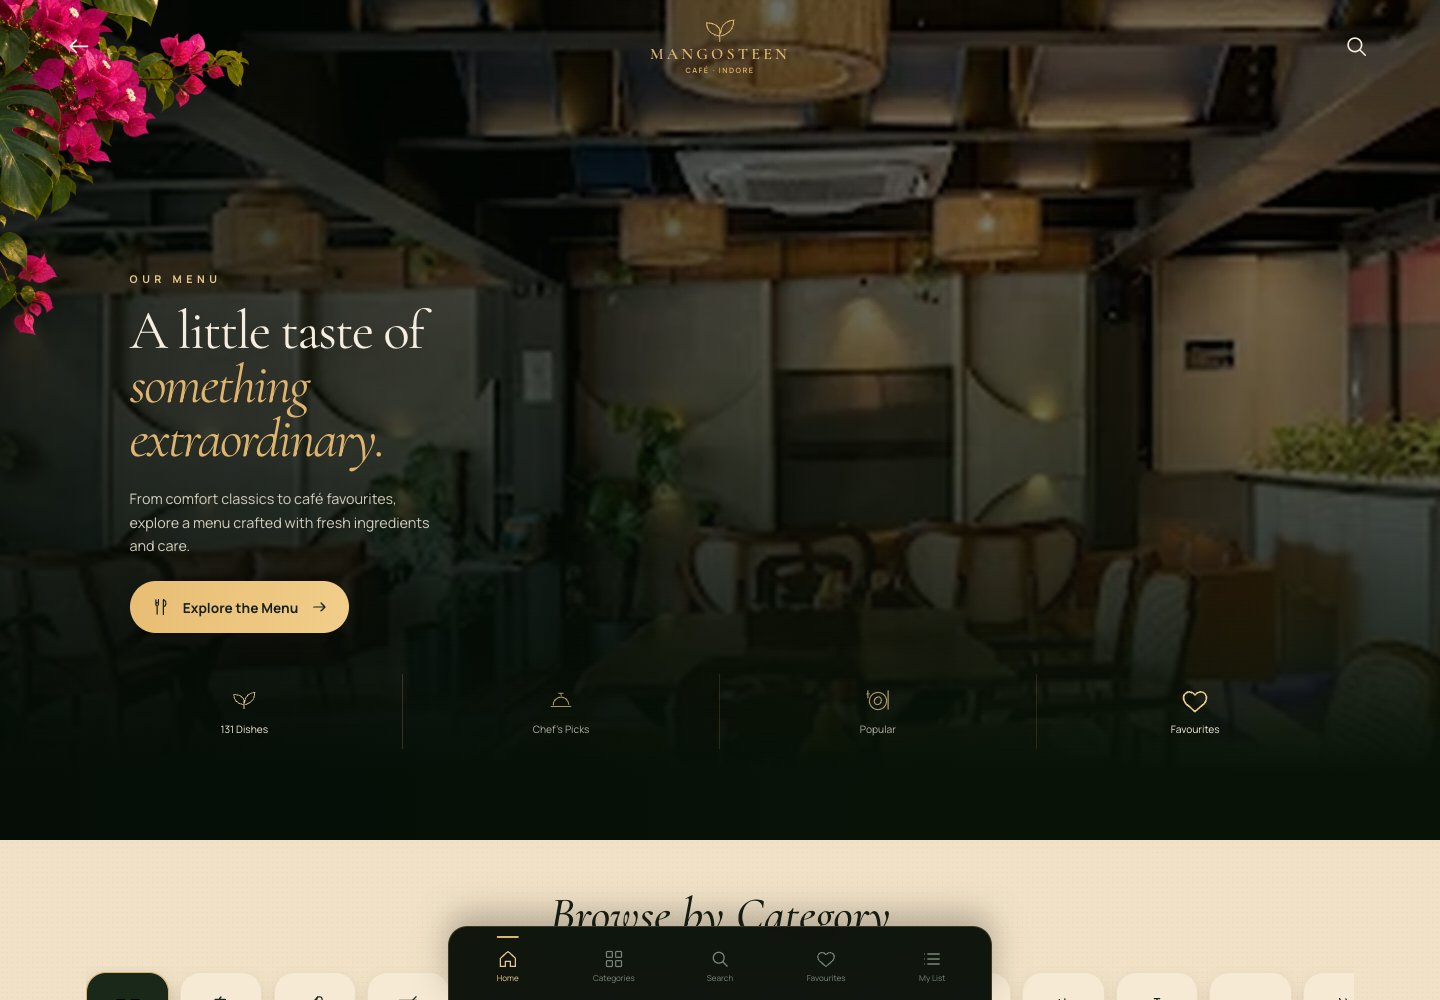 MANGOSTEEN
CAFÉ · INDORE
OUR MENU
A little taste of
something
extraordinary.
From comfort classics to café favourites,
explore a menu crafted with fresh ingredients
and care.
Explore the Menu
131 Dishes
Chef's Picks
Popular
Favourites
Browse by Category
Home
Categories
Search
Favourites
My List